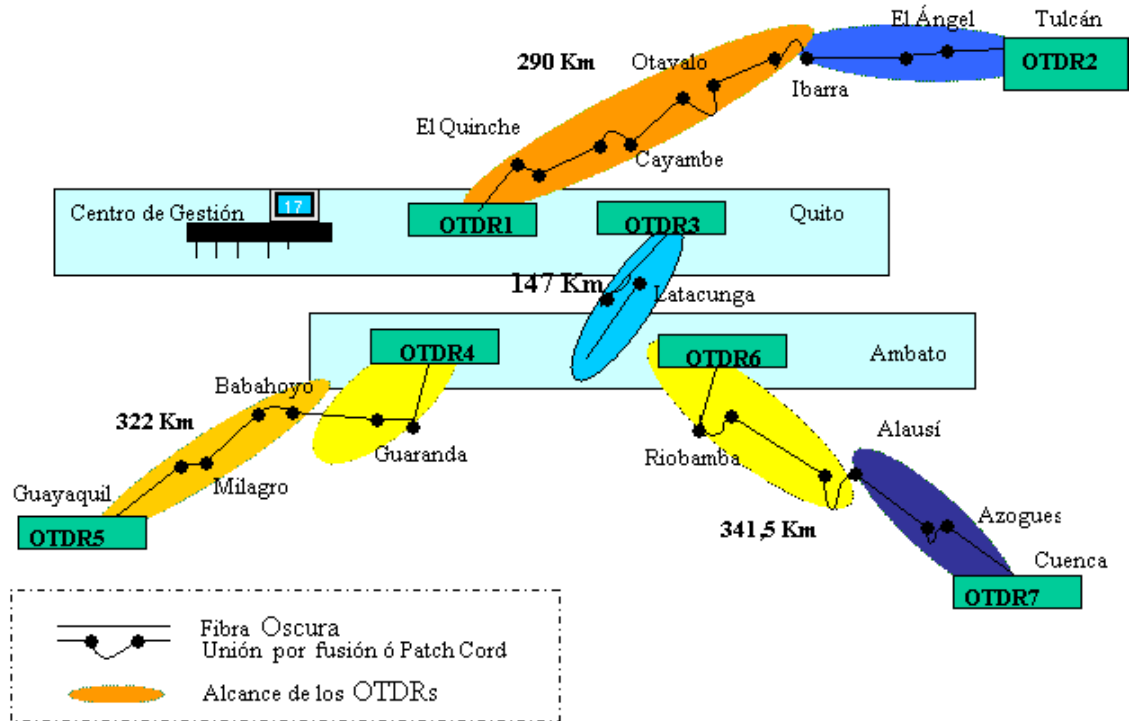 El Ángel
Tulcán
290 Km
Otavalo
OTDR2
Ibarra
El Quinche
Cayambe
Centro de Gestión
17
OTDR1
OTDR3
Quito
147 Km
Latacunga
OTDR4
OTDR6
Ambato
Babahoyo
322 Km
Guaranda
Riobamba
Alausí
Guayaquil
Milagro
OTDR5
341,5 Km
Azogues
Cuenca
OTDR7
Fibra Oscura
Unión por fusión ó Patch Cord
Alcance de los OTDRs